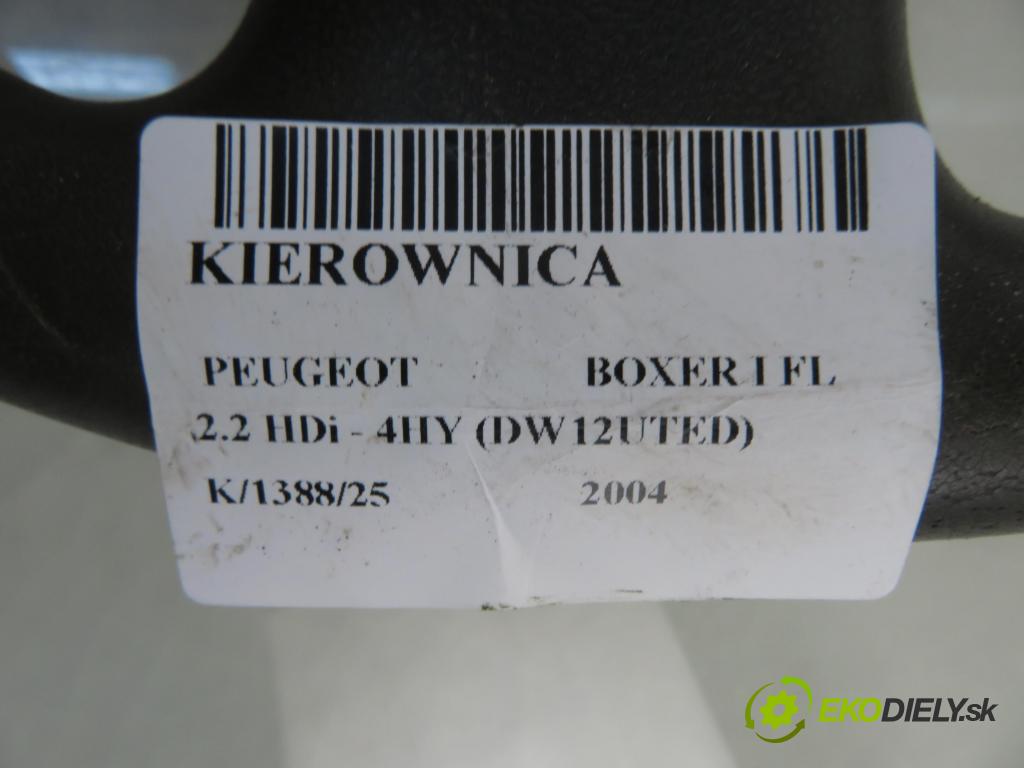 KIEROWNICA
PEUGEOT BOXER I FL
2.2 HDi - 4HY (DW12UTED)
K/1388/25 2004
EKODIELY.sk